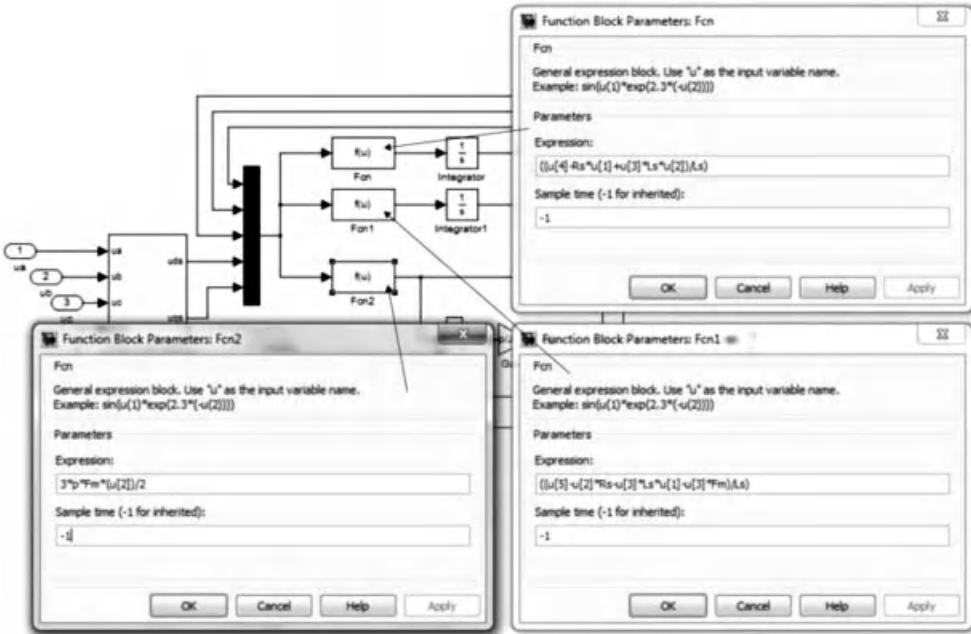 Function Block Parameters: Fcn
Fcn
General expression block. Use "u" as the input variable name.
Example: sin(u(1)*exp(2.3*(-u(2))))
Parameters
Expression:
((u[4]-Rs*u[1]+u[3]*Ls*u[2])/Ls)
Sample time (-1 for inherited):
-1
OK Cancel Help Apply
f(u)
Fcn
1
s
Integrator
f(u)
Fcn1
1
s
Integrator1
f(u)
Fcn2
1
ua
ua
2
ub
ub
3
uc
uds
Function Block Parameters: Fcn2
Fcn
General expression block. Use "u" as the input variable name.
Example: sin(u(1)*exp(2.3*(-u(2))))
Parameters
Expression:
3*p*Fm*(u[2])/2
Sample time (-1 for inherited):
-1
OK Cancel Help Apply
Function Block Parameters: Fcn1
Fcn
General expression block. Use "u" as the input variable name.
Example: sin(u(1)*exp(2.3*(-u(2))))
Parameters
Expression:
((u[5]-u[2]*Rs-u[3]*Ls*u[1]-u[3]*Fm)/Ls)
Sample time (-1 for inherited):
-1
OK Cancel Help Apply